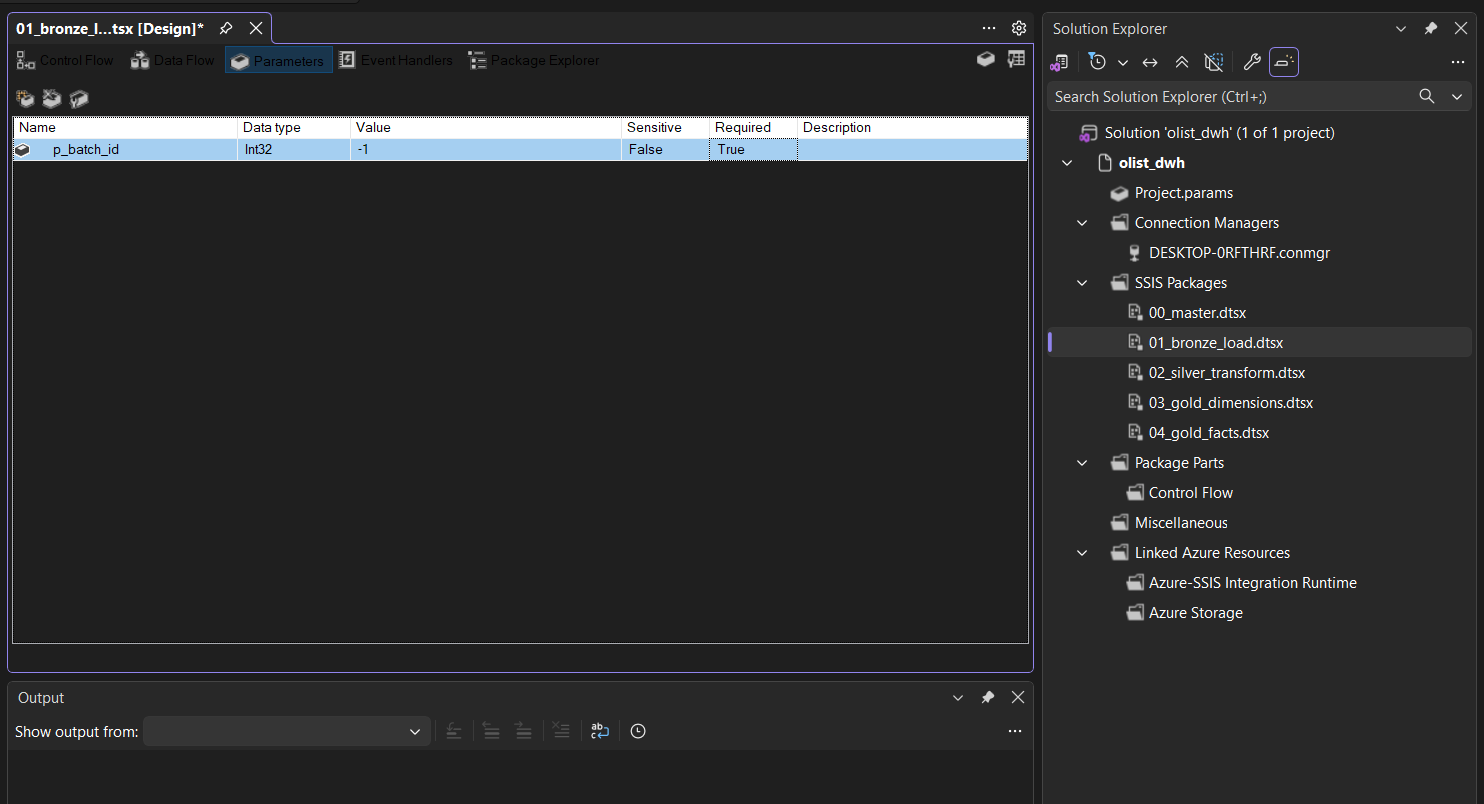 01_bronze_l...tsx [Design]*
Control Flow Data Flow Parameters Event Handlers Package Explorer
Name Data type Value Sensitive Required Description
p_batch_id Int32 -1 False True
Output
Show output from:
Solution Explorer
Search Solution Explorer (Ctrl+;)
Solution 'olist_dwh' (1 of 1 project)
olist_dwh
Project.params
Connection Managers
DESKTOP-0RFTHRF.conmgr
SSIS Packages
00_master.dtsx
01_bronze_load.dtsx
02_silver_transform.dtsx
03_gold_dimensions.dtsx
04_gold_facts.dtsx
Package Parts
Control Flow
Miscellaneous
Linked Azure Resources
Azure-SSIS Integration Runtime
Azure Storage